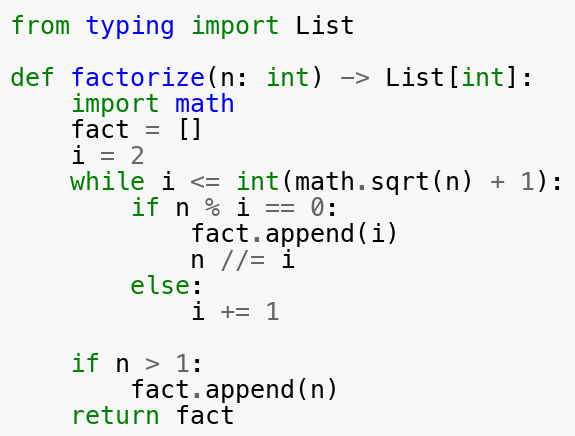 from typing import List

def factorize(n: int) -> List[int]:
    import math
    fact = []
    i = 2
    while i <= int(math.sqrt(n) + 1):
        if n % i == 0:
            fact.append(i)
            n //= i
        else:
            i += 1

    if n > 1:
        fact.append(n)
    return fact